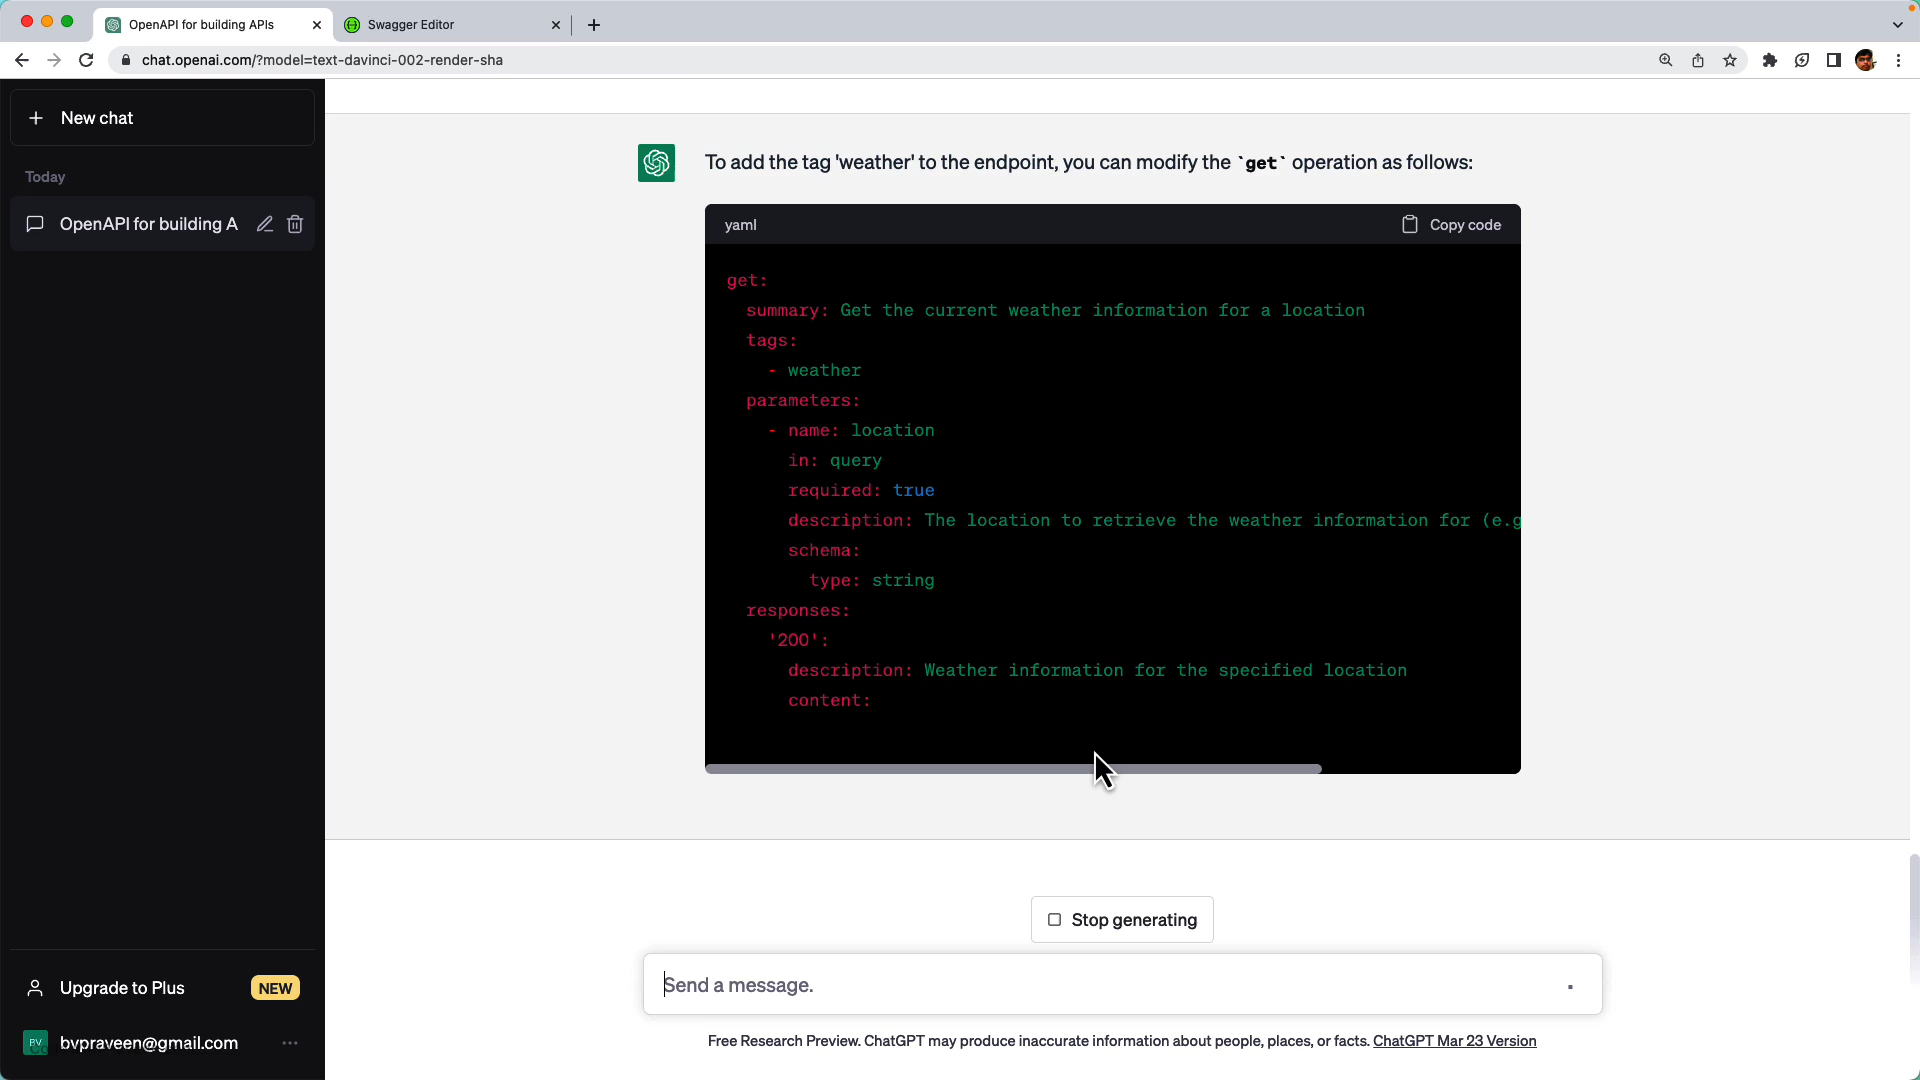 OpenAPI for building APIs
Swagger Editor
chat.openai.com/?model=text-davinci-002-render-sha
New chat
Today
OpenAPI for building A
To add the tag 'weather' to the endpoint, you can modify the `get` operation as follows:
yaml
Copy code
get:
summary: Get the current weather information for a location
tags:
- weather
parameters:
- name: location
in: query
required: true
description: The location to retrieve the weather information for (e.g
schema:
type: string
responses:
'200':
description: Weather information for the specified location
content:
Stop generating
Send a message.
Free Research Preview. ChatGPT may produce inaccurate information about people, places, or facts. ChatGPT Mar 23 Version
Upgrade to Plus
NEW
BV
bvpraveen@gmail.com